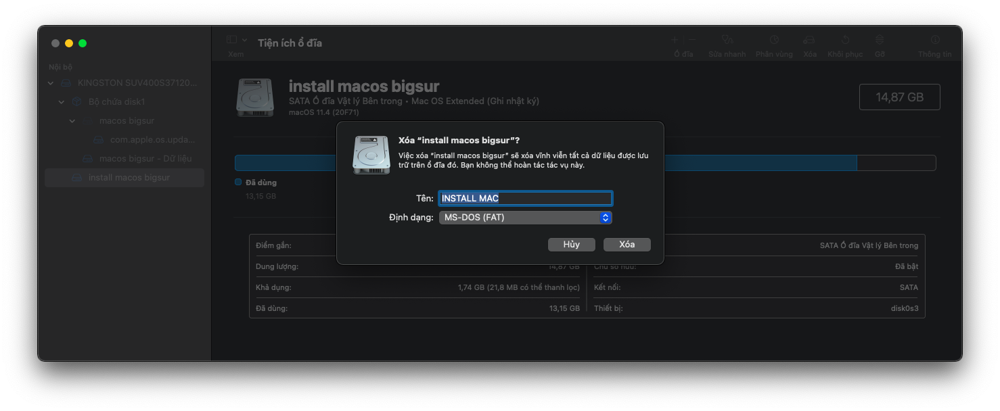 Tiện ích ổ đĩa
Xem
Ổ đĩa
Sửa nhanh
Phân vùng
Xóa
Khôi phục
Gỡ
Thông tin
Nội bộ
KINGSTON SUV400S37120...
Bộ chứa disk1
macos bigsur
com.apple.os.upda...
macos bigsur - Dữ liệu
install macos bigsur
install macos bigsur
SATA Ổ đĩa Vật lý Bên trong • Mac OS Extended (Ghi nhật ký)
macOS 11.4 (20F71)
14,87 GB
Đã dùng
13,15 GB
Xóa “install macos bigsur”?
Việc xóa “install macos bigsur” sẽ xóa vĩnh viễn tất cả dữ liệu được lưu
trữ trên ổ đĩa đó. Bạn không thể hoàn tác tác vụ này.
Tên: INSTALL MAC
Định dạng: MS-DOS (FAT)
Hủy
Xóa
Điểm gắn:
SATA Ổ đĩa Vật lý Bên trong
Dung lượng: 14,87 GB
Chủ sở hữu: Đã bật
Khả dụng: 1,74 GB (21,8 MB có thể thanh lọc)
Kết nối: SATA
Đã dùng: 13,15 GB
Thiết bị: disk0s3